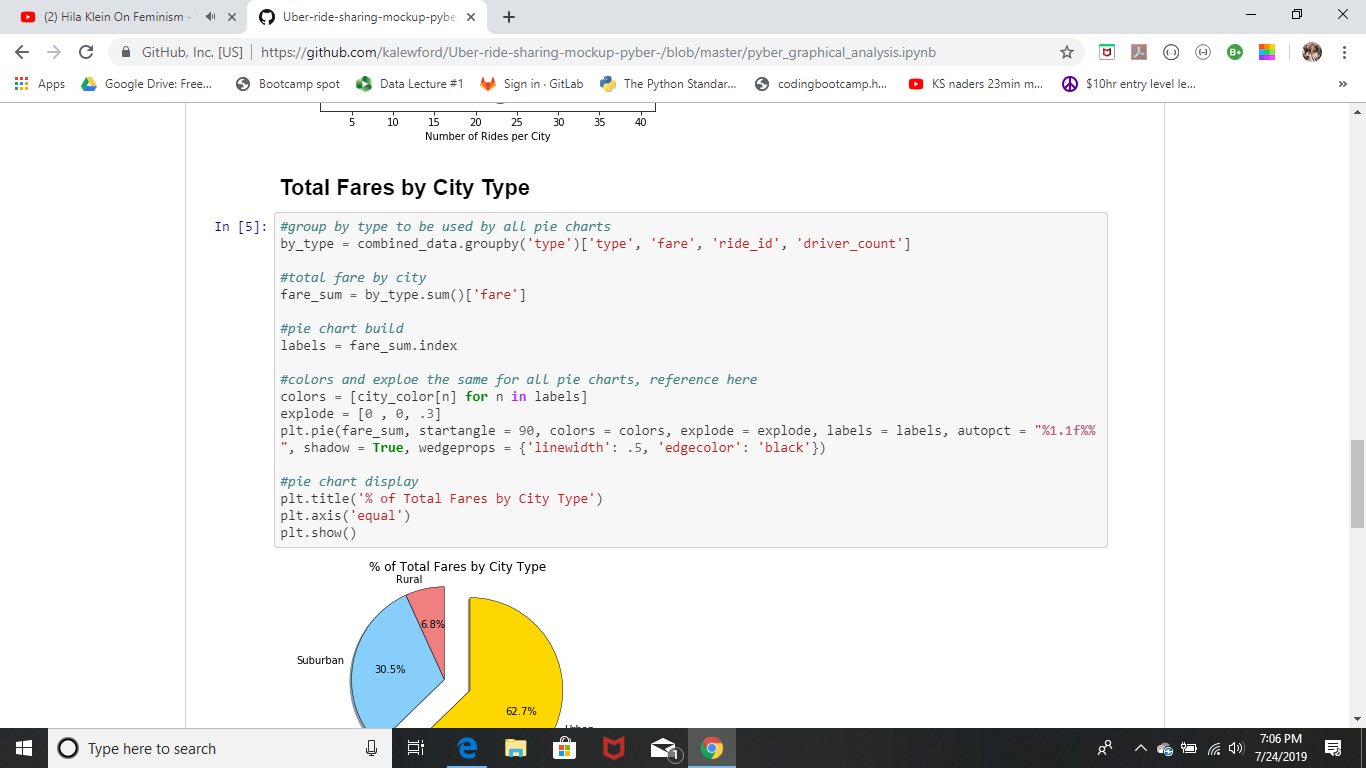 (2) Hila Klein On Feminism -
Uber-ride-sharing-mockup-pybe
GitHub, Inc. [US] | https://github.com/kalewford/Uber-ride-sharing-mockup-pyber-/blob/master/pyber_graphical_analysis.ipynb
Apps
Google Drive: Free...
Bootcamp spot
Data Lecture #1
Sign in · GitLab
The Python Standar...
codingbootcamp.h...
KS naders 23min m...
$10hr entry level le...
»
5 10 15 20 25 30 35 40
Number of Rides per City
Total Fares by City Type
In [5]:
#group by type to be used by all pie charts
by_type = combined_data.groupby('type')['type', 'fare', 'ride_id', 'driver_count']
#total fare by city
fare_sum = by_type.sum()['fare']
#pie chart build
labels = fare_sum.index
#colors and exploe the same for all pie charts, reference here
colors = [city_color[n] for n in labels]
explode = [0 , 0, .3]
plt.pie(fare_sum, startangle = 90, colors = colors, explode = explode, labels = labels, autopct = "%1.1f%%
", shadow = True, wedgeprops = {'linewidth': .5, 'edgecolor': 'black'})
#pie chart display
plt.title('% of Total Fares by City Type')
plt.axis('equal')
plt.show()
% of Total Fares by City Type
Rural
6.8%
Suburban
30.5%
62.7%
Urban
Type here to search
1
7:06 PM
7/24/2019